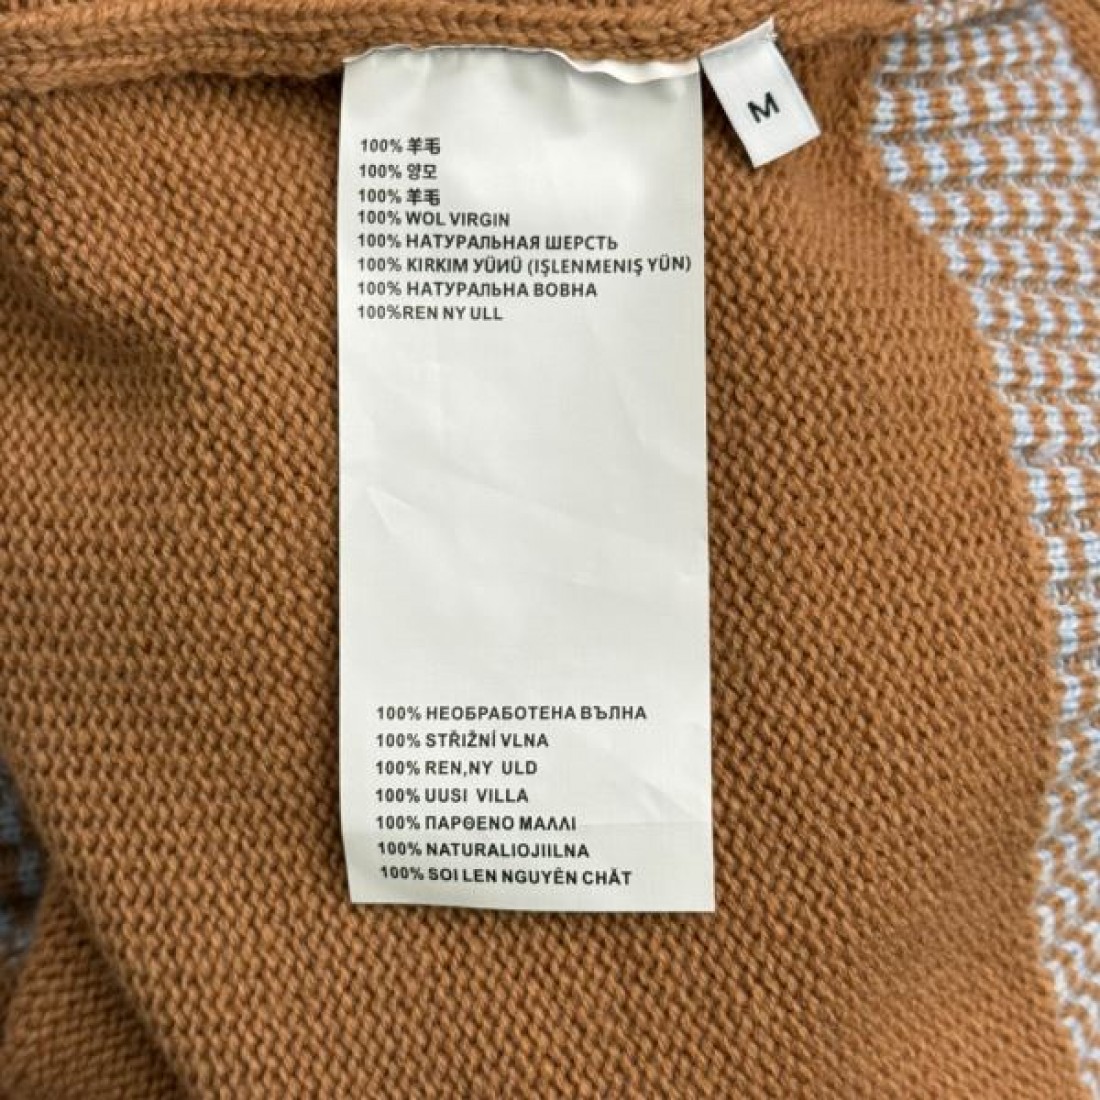 M
100% 羊毛
100% 양모
100% 羊毛
100% WOL VIRGIN
100% НАТУРАЛЬНАЯ ШЕРСТЬ
100% KIRKIM YÜИÜ (IŞLENMENIŞ YÜN)
100% НАТУРАЛЬНА ВОВНА
100%REN NY ULL
100% НЕОБРАБОТЕНА ВЪЛНА
100% STŘIŽNÍ VLNA
100% REN,NY ULD
100% UUSI VILLA
100% ΠΑΡΘΕΝΟ ΜΑΛΛΙ
100% NATURALIOJIILNA
100% SOI LEN NGUYÊN CHĂT